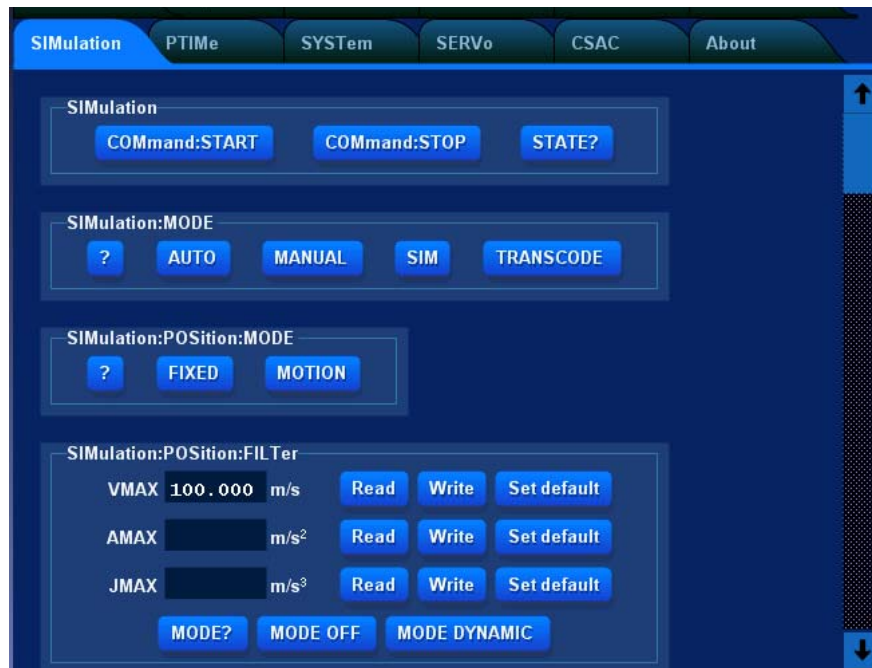 SIMulation PTIMe SYSTem SERVo CSAC About
SIMulation
COMmand:START COMmand:STOP STATE?
SIMulation:MODE
? AUTO MANUAL SIM TRANSCODE
SIMulation:POSition:MODE
? FIXED MOTION
SIMulation:POSition:FILTer
VMAX 100.000 m/s Read Write Set default
AMAX m/s² Read Write Set default
JMAX m/s³ Read Write Set default
MODE? MODE OFF MODE DYNAMIC